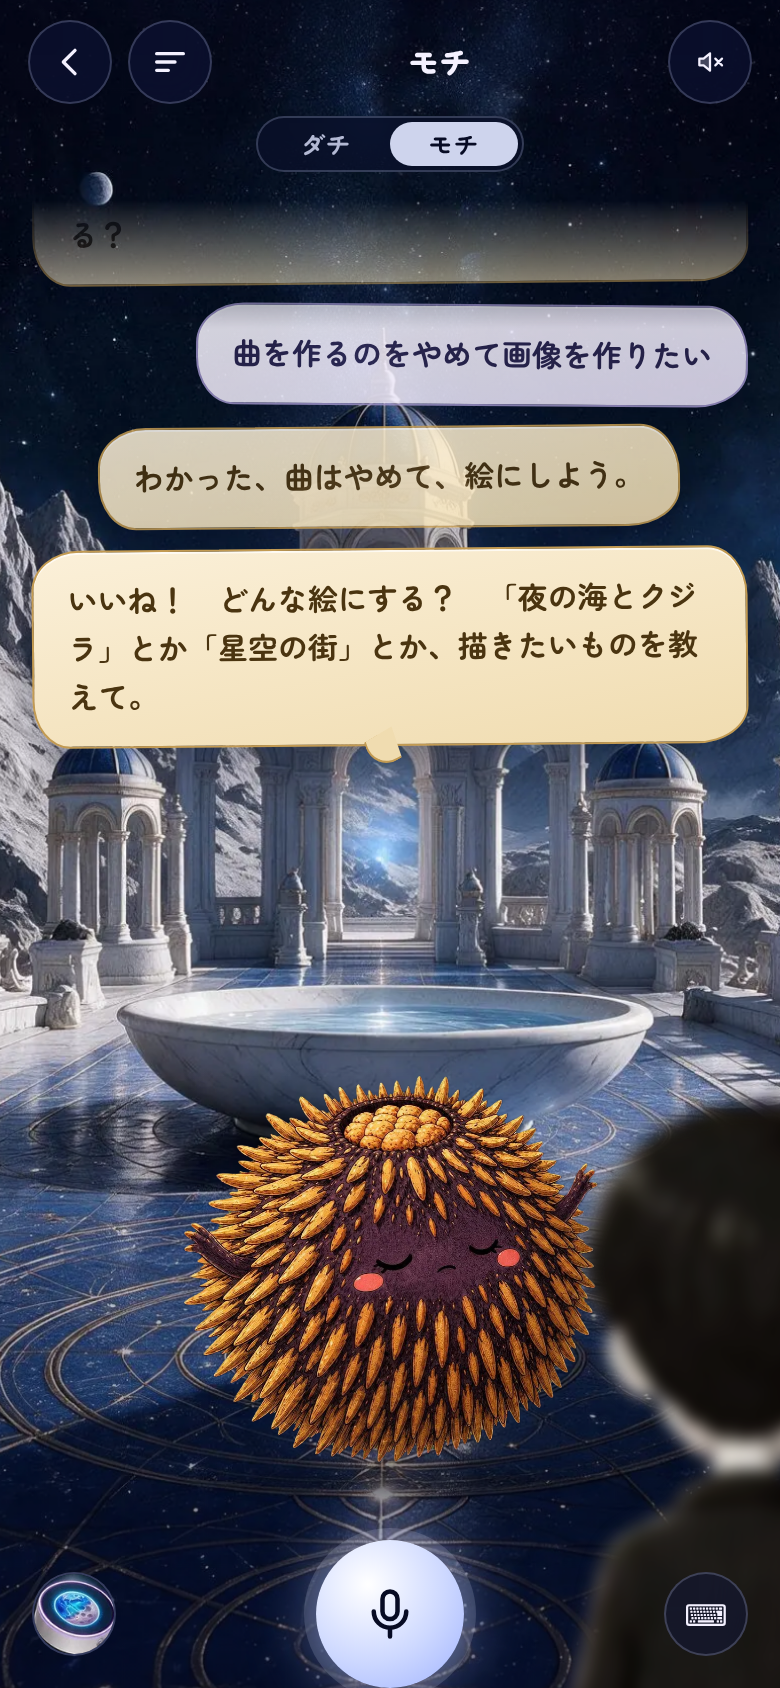 モチ
ダチ モチ
る？
曲を作るのをやめて画像を作りたい
わかった、曲はやめて、絵にしよう。
いいね！　どんな絵にする？　「夜の海とクジ
ラ」とか「星空の街」とか、描きたいものを教
えて。